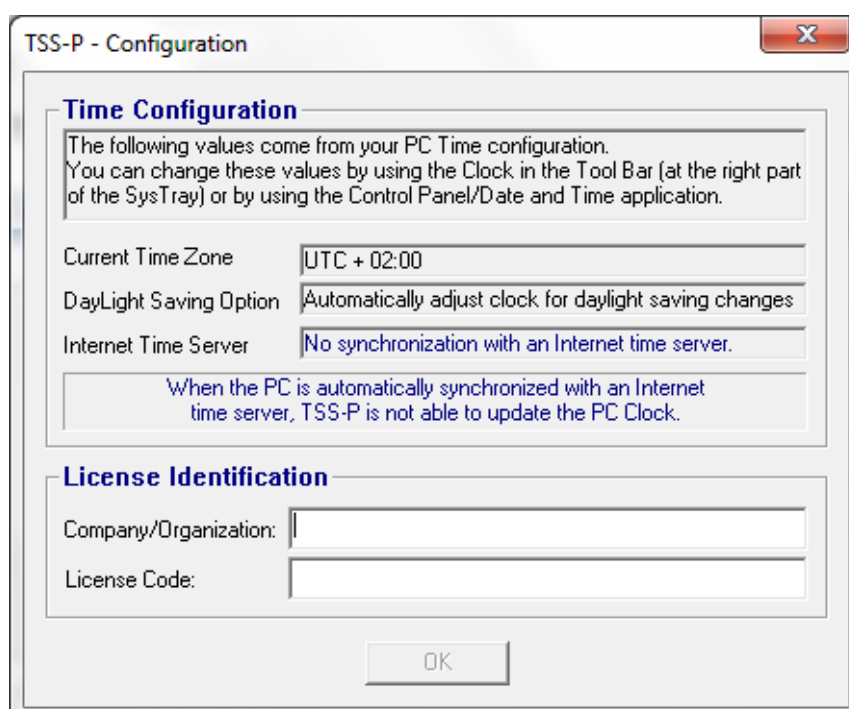 TSS-P - Configuration
Time Configuration
The following values come from your PC Time configuration.
You can change these values by using the Clock in the Tool Bar (at the right part
of the SysTray) or by using the Control Panel/Date and Time application.
Current Time Zone UTC + 02:00
DayLight Saving Option Automatically adjust clock for daylight saving changes
Internet Time Server No synchronization with an Internet time server.
When the PC is automatically synchronized with an Internet
time server, TSS-P is not able to update the PC Clock.
License Identification
Company/Organization:
License Code:
OK